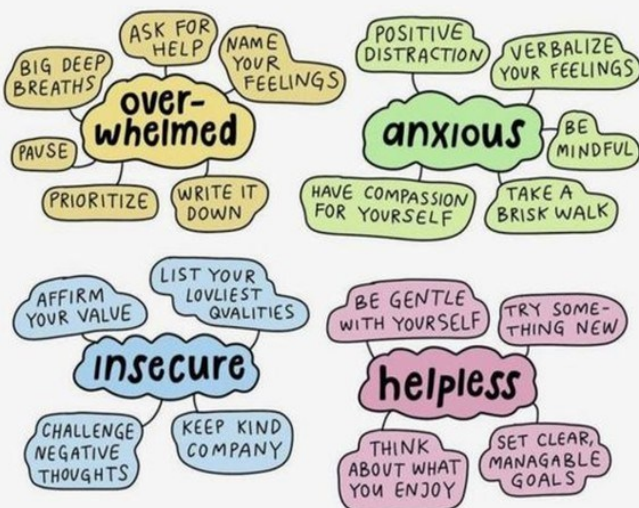 ASK FOR
HELP
NAME
YOUR
FEELINGS
BIG DEEP
BREATHS
over-
whelmed
PAUSE
PRIORITIZE
WRITE IT
DOWN
POSITIVE
DISTRACTION
VERBALIZE
YOUR FEELINGS
anxious
BE
MINDFUL
HAVE COMPASSION
FOR YOURSELF
TAKE A
BRISK WALK
AFFIRM
YOUR VALUE
LIST YOUR
LOVLIEST
QUALITIES
insecure
CHALLENGE
NEGATIVE
THOUGHTS
KEEP KIND
COMPANY
BE GENTLE
WITH YOURSELF
TRY SOME-
THING NEW
helpless
THINK
ABOUT WHAT
YOU ENJOY
SET CLEAR,
MANAGABLE
GOALS